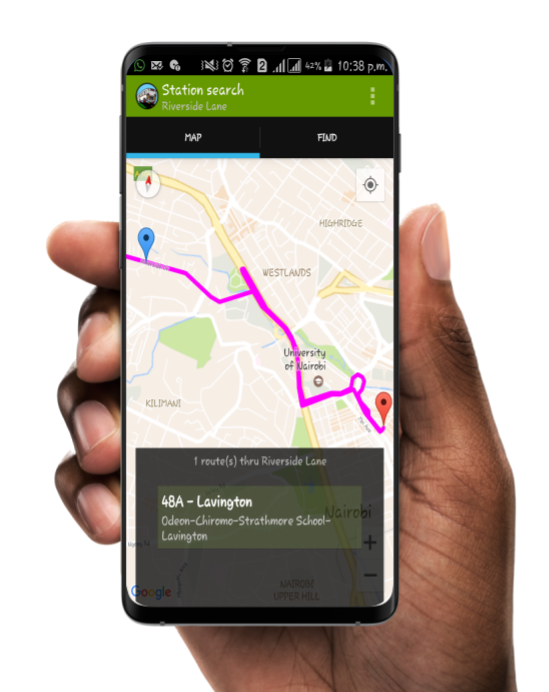 42% 10:38 p.m.
Station search
Riverside Lane
MAP
FIND
HIGHRIDGE
WESTLANDS
University
of Nairobi
KILIMANI
1 route(s) thru Riverside Lane
48A - Lavington
Odeon-Chiromo-Strathmore School-
Lavington
Nairobi
+
-
NAIROBI
UPPER HILL
Google